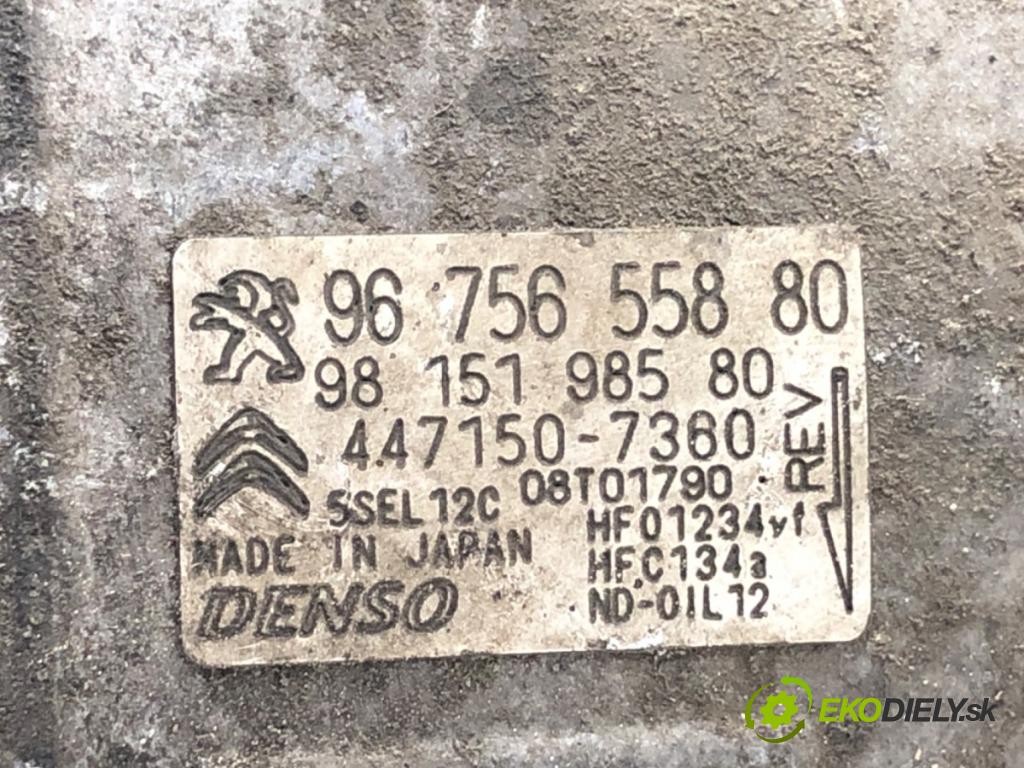 96 756 558 80
98 151 985 80
447150-7360
5SEL12C 08T01790
REV
MADE IN JAPAN
HFO1234yf
HFC134a
DENSO
ND-OIL12
EKODIELY.sk